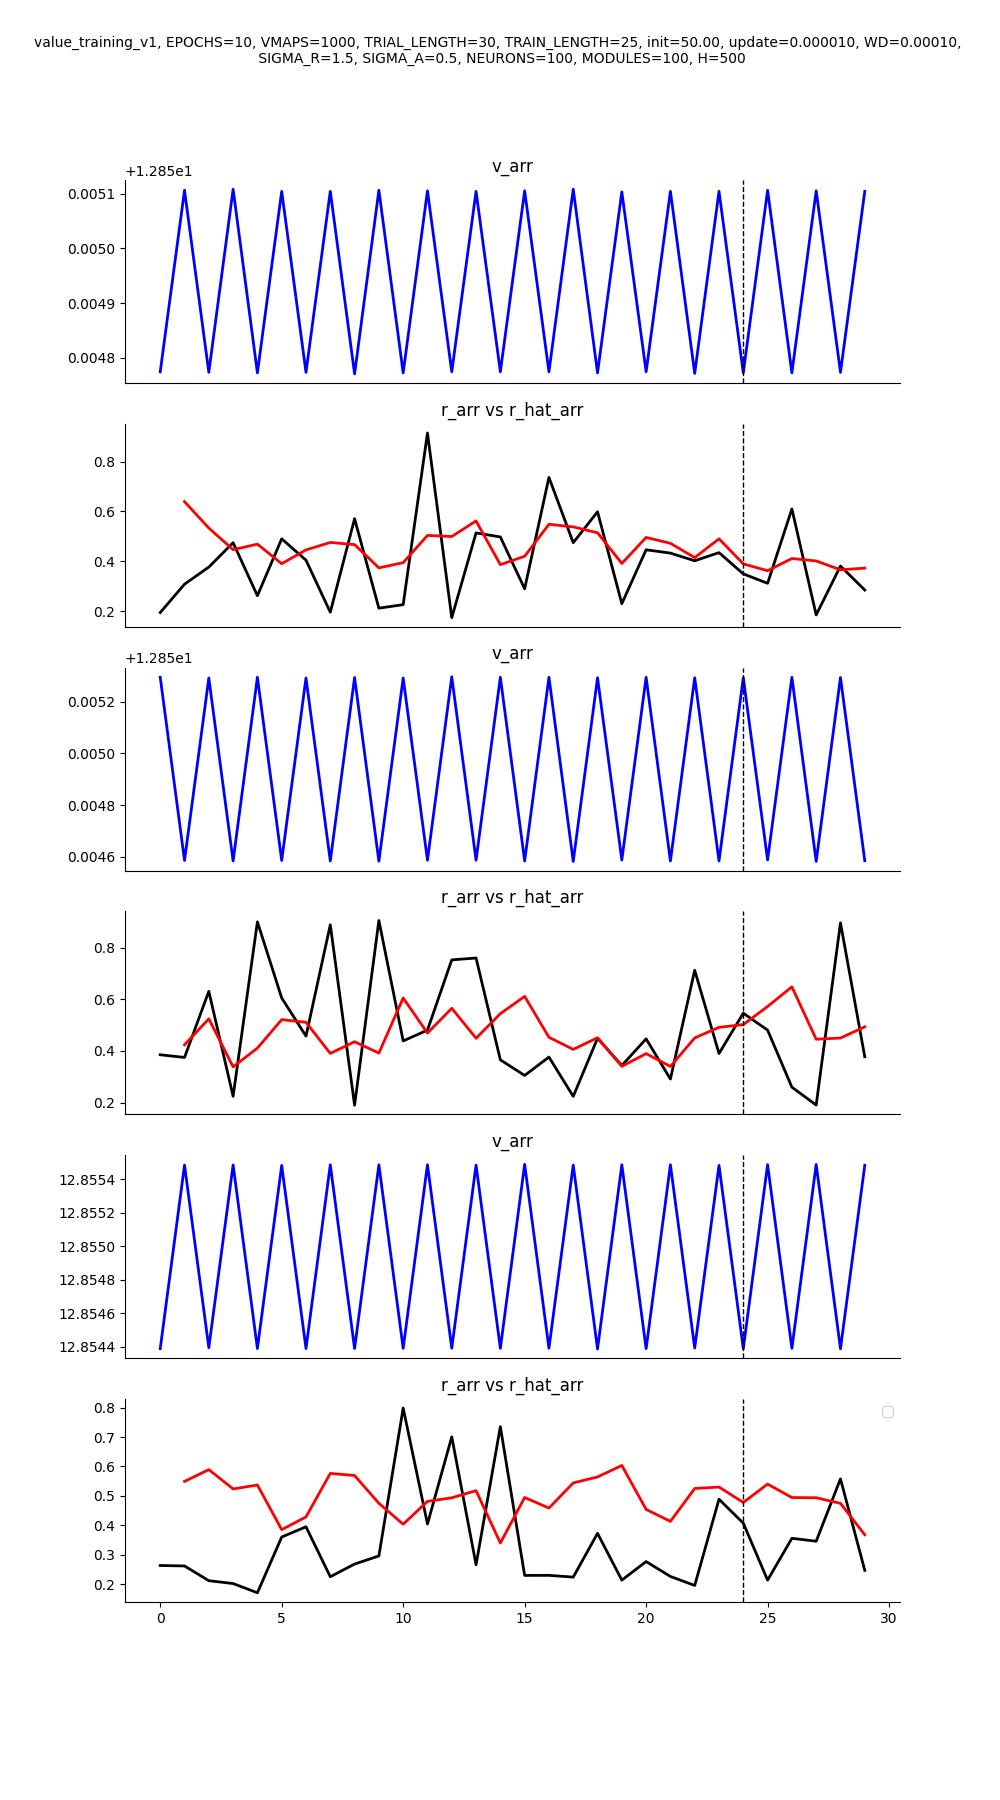 value_training_v1, EPOCHS=10, VMAPS=1000, TRIAL_LENGTH=30, TRAIN_LENGTH=25, init=50.00, update=0.000010, WD=0.00010,
SIGMA_R=1.5, SIGMA_A=0.5, NEURONS=100, MODULES=100, H=500
v_arr
+1.285e1
0.0051
0.0050
0.0049
0.0048
r_arr vs r_hat_arr
0.8
0.6
0.4
0.2
v_arr
+1.285e1
0.0052
0.0050
0.0048
0.0046
r_arr vs r_hat_arr
0.8
0.6
0.4
0.2
v_arr
12.8554
12.8552
12.8550
12.8548
12.8546
12.8544
r_arr vs r_hat_arr
0.8
0.7
0.6
0.5
0.4
0.3
0.2
0 5 10 15 20 25 30